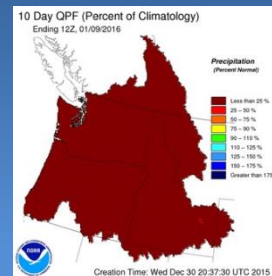 10 Day QPF (Percent of Climatology)
Ending 12Z, 01/09/2016
Precipitation
(Percent Normal)
Less than 25 %
25 – 50 %
50 – 75 %
75 – 90 %
90 – 110 %
110 – 125 %
125 – 150 %
150 – 175 %
Greater than 175
noaa
Creation Time: Wed Dec 30 20:37:30 UTC 2015